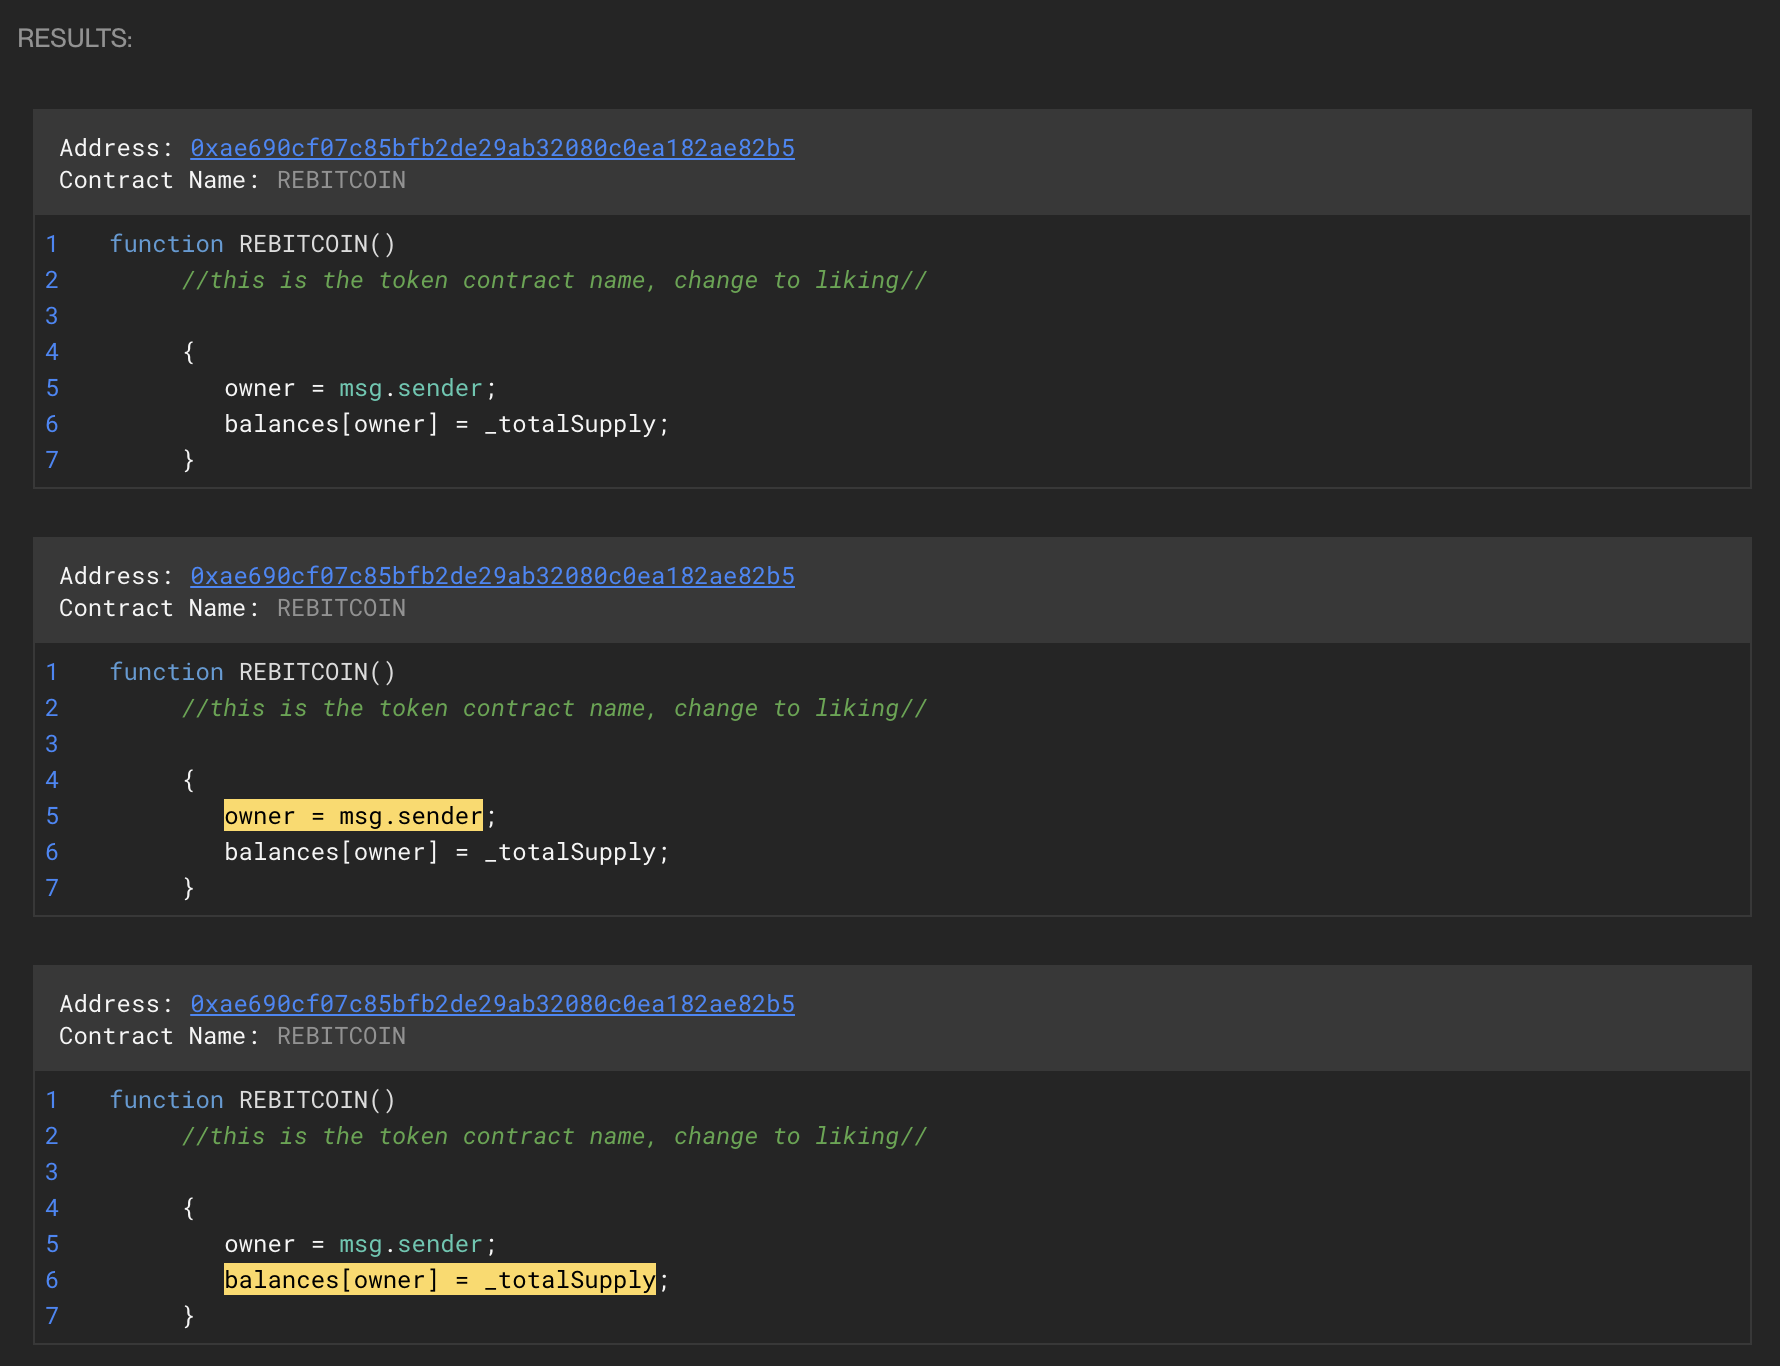 RESULTS:
Address: 0xae690cf07c85bfb2de29ab32080c0ea182ae82b5
Contract Name: REBITCOIN
1 function REBITCOIN()
2 //this is the token contract name, change to liking//
3
4 {
5 owner = msg.sender;
6 balances[owner] = _totalSupply;
7 }
Address: 0xae690cf07c85bfb2de29ab32080c0ea182ae82b5
Contract Name: REBITCOIN
1 function REBITCOIN()
2 //this is the token contract name, change to liking//
3
4 {
5 owner = msg.sender;
6 balances[owner] = _totalSupply;
7 }
Address: 0xae690cf07c85bfb2de29ab32080c0ea182ae82b5
Contract Name: REBITCOIN
1 function REBITCOIN()
2 //this is the token contract name, change to liking//
3
4 {
5 owner = msg.sender;
6 balances[owner] = _totalSupply;
7 }